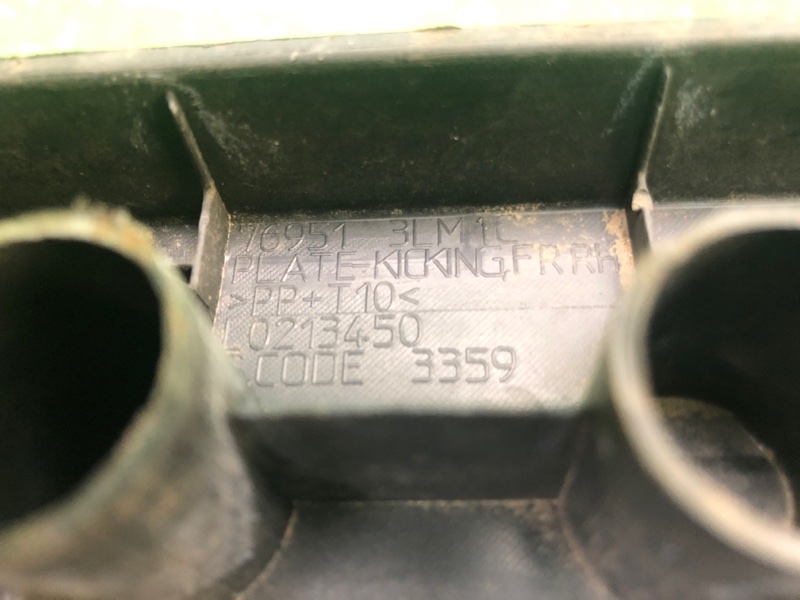 76951 3LM1C
PLATE-KICKING,FR RH
>PP+T10<
L0213450
CODE 3359